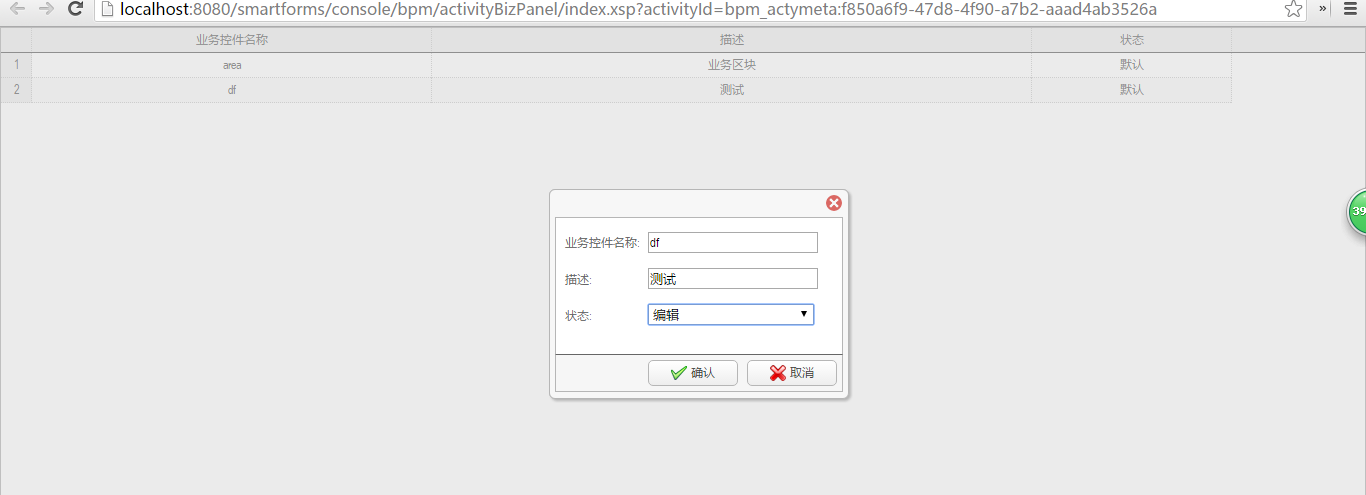 localhost:8080/smartforms/console/bpm/activityBizPanel/index.xsp?activityId=bpm_actymeta:f850a6f9-47d8-4f90-a7b2-aaad4ab3526a »
业务控件名称 描述 状态
1 area 业务区块 默认
2 df 测试 默认
39
业务控件名称: df
描述: 测试
状态: 编辑
确认 取消